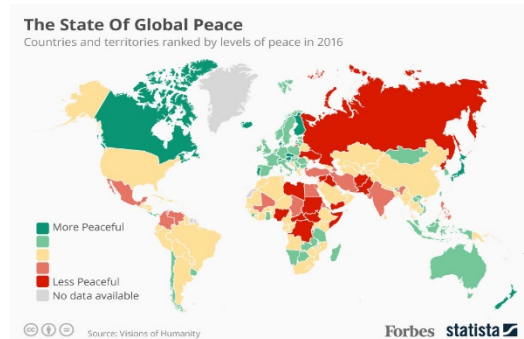 The State Of Global Peace
Countries and territories ranked by levels of peace in 2016
More Peaceful
Less Peaceful
No data available
Source: Visions of Humanity
Forbes statista